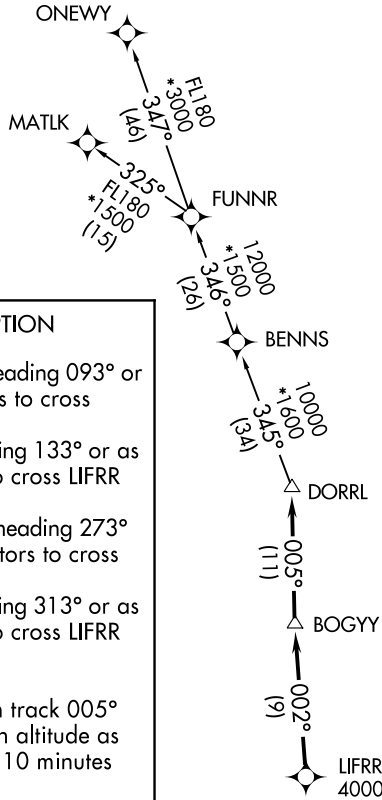 ONEWY
FL180
*3000
347°
(46)
MATLK
325°
FL180
*1500
(15)
FUNNR
12000
*1500
346°
(26)
BENNS
10000
*1600
345°
(34)
DORRL
005°
(11)
BOGYY
002°
(9)
LIFRR
4000
PTION
eading 093° or
s to cross
ing 133° or as
o cross LIFRR
heading 273°
tors to cross
ing 313° or as
o cross LIFRR
n track 005°
n altitude as
10 minutes